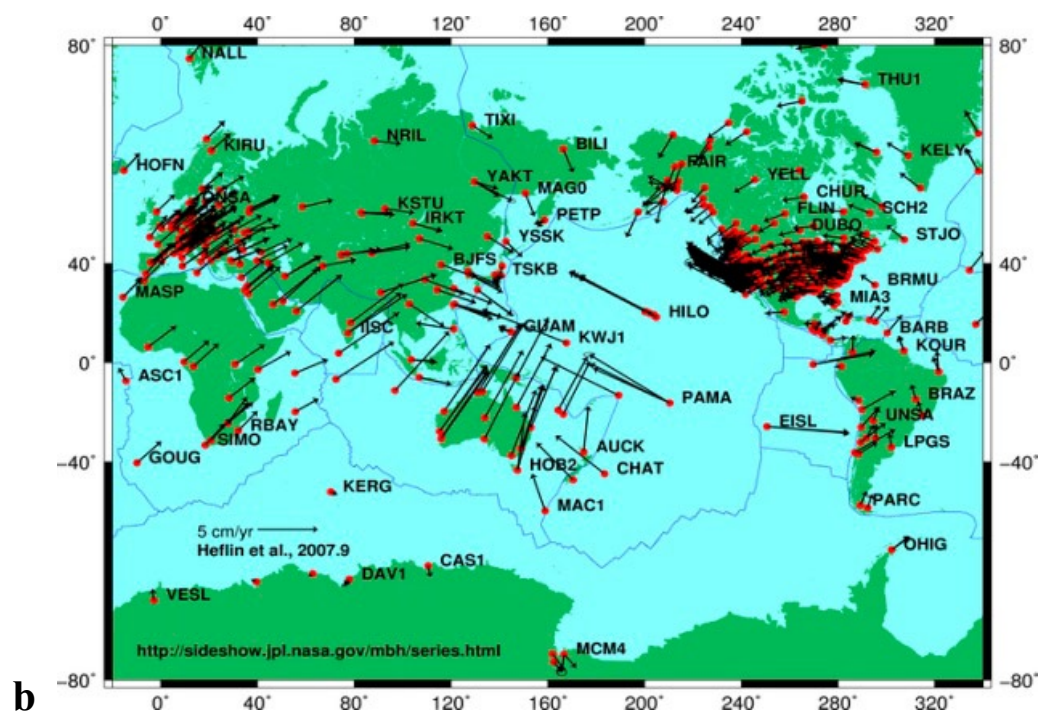 b
0° 40° 80° 120° 160° 200° 240° 280° 320°
80° 80°
NALL
THU1
TIXI
NRIL
BILI
KIRU
HOFN
FAIR
KELY
YAKT
YELL
MAG0
ONSA
KSTU
CHUR
PETP
FLIN
SCH2
IRKT
DUBO
YSSK
STJO
40° 40°
BJFS
TSKB
BRMU
MASP
MIA3
HILO
IISC
GUAM
KWJ1
BARB
KOUR
0° 0°
ASC1
PAMA
BRAZ
EISL
UNSA
RBAY
SIMO
AUCK
LPGS
GOUG
HOB2
CHAT
−40° −40°
KERG
MAC1
PARC
5 cm/yr
Heflin et al., 2007.9
OHIG
CAS1
DAV1
VESL
http://sideshow.jpl.nasa.gov/mbh/series.html
MCM4
−80° −80°
0° 40° 80° 120° 160° 200° 240° 280° 320°